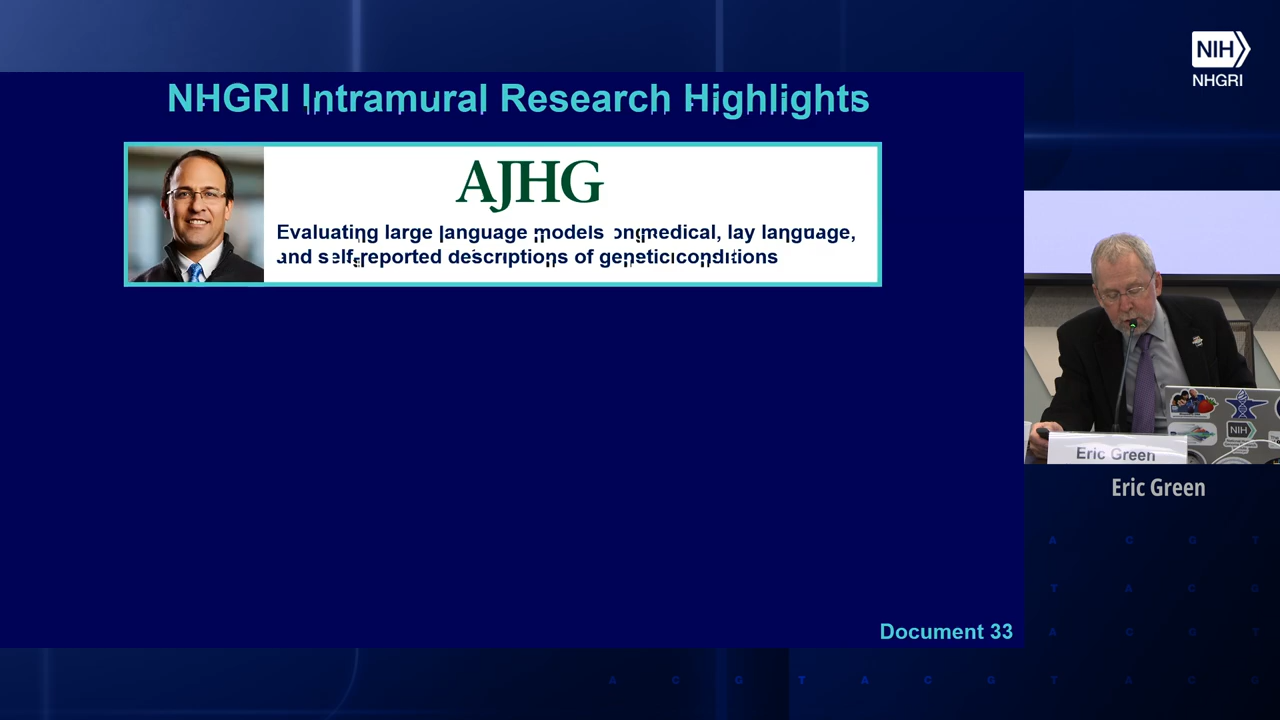 NIH
NHGRI
NHGRI Intramural Research Highlights
AJHG
Evaluating large language models on medical, lay language,
and self-reported descriptions of genetic conditions
NIH
Eric Green
Eric Green
Document 33
A C G T
T A C G
A C G T
A C G T A C G T A C